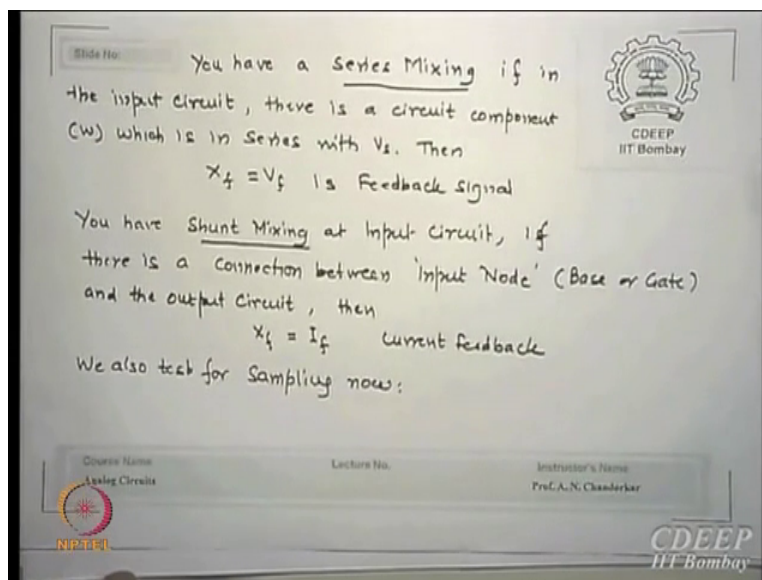 Slide No:
You have a Series Mixing if in
the input circuit, there is a circuit component
(W) which is in series with Vs. Then
Xf = Vf is Feedback signal
You have Shunt Mixing at Input Circuit, if
there is a connection between 'Input Node' (Base or Gate)
and the output circuit, then
Xf = If current feedback
We also test for Sampling now:
CDEEP
IIT Bombay
Course Name
Analog Circuits
Lecture No.
Instructor's Name
Prof. A. N. Chandorkar
NPTEL
CDEEP
IIT Bombay